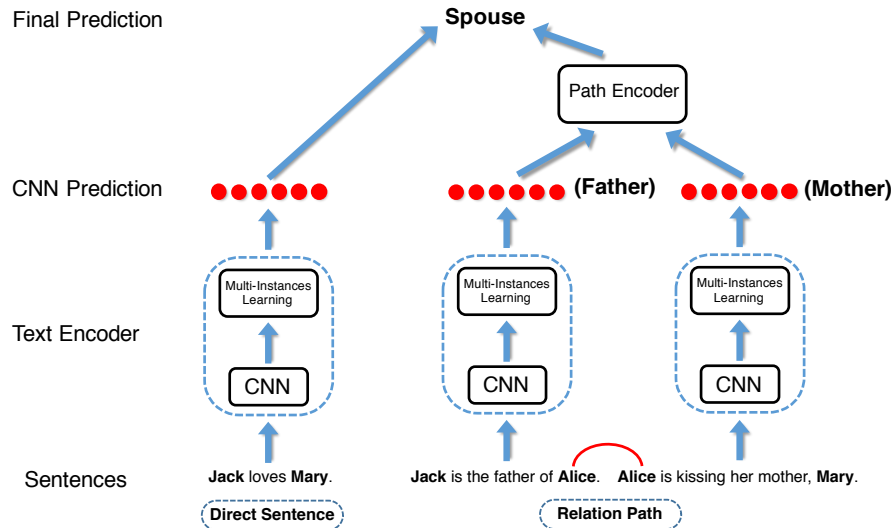 Final Prediction
Spouse
Path Encoder
CNN Prediction
(Father)
(Mother)
Multi-Instances
Learning
Multi-Instances
Learning
Multi-Instances
Learning
Text Encoder
CNN
CNN
CNN
Sentences
Jack loves Mary.
Jack is the father of Alice.
Alice is kissing her mother, Mary.
Direct Sentence
Relation Path